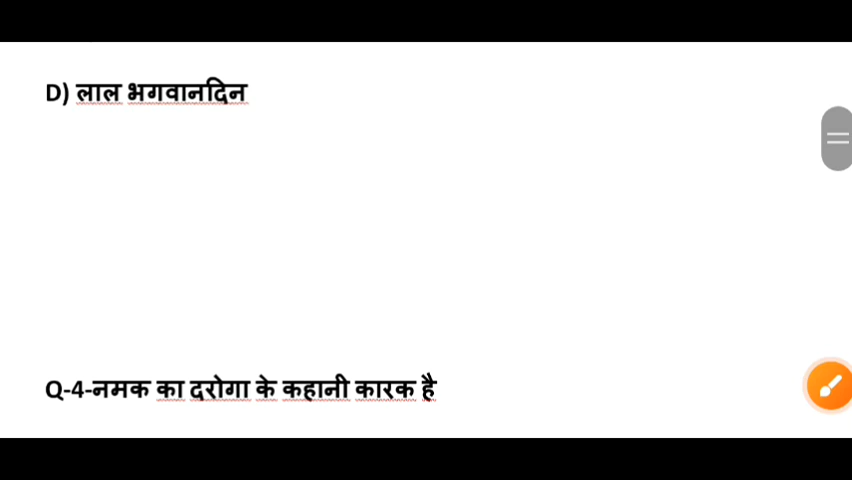 D) लाल भगवानदिन
Q-4-नमक का दरोगा के कहानी कारक है